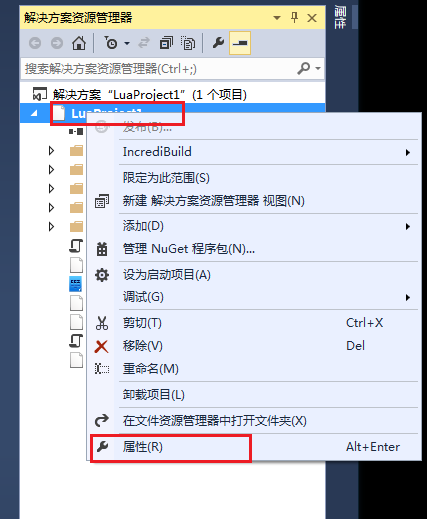 解决方案资源管理器
属性
搜索解决方案资源管理器(Ctrl+;)
解决方案 "LuaProject1" (1 个项目)
LuaProject1
发布(B)...
IncrediBuild
限定为此范围(S)
新建 解决方案资源管理器 视图(N)
添加(D)
管理 NuGet 程序包(N)...
设为启动项目(A)
调试(G)
剪切(T) Ctrl+X
移除(V) Del
重命名(M)
卸载项目(L)
在文件资源管理器中打开文件夹(X)
属性(R) Alt+Enter